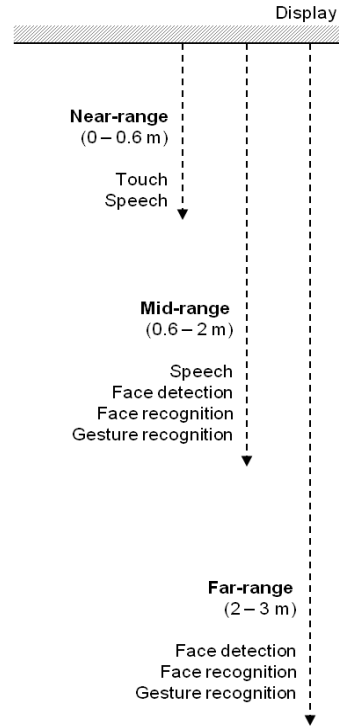 Display
Near-range
(0 – 0.6 m)
Touch
Speech
Mid-range
(0.6 – 2 m)
Speech
Face detection
Face recognition
Gesture recognition
Far-range
(2 – 3 m)
Face detection
Face recognition
Gesture recognition